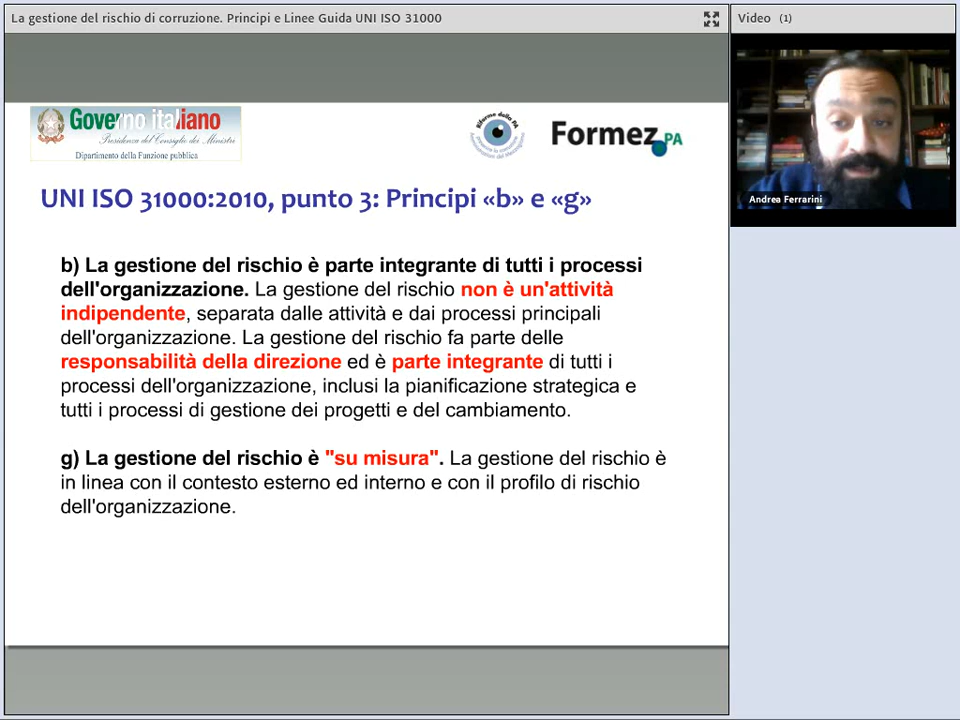 La gestione del rischio di corruzione. Principi e Linee Guida UNI ISO 31000
Video (1)
Governo italiano
Presidenza del Consiglio dei Ministri
Dipartimento della Funzione pubblica
Formez PA
Andrea Ferrarini
UNI ISO 31000:2010, punto 3: Principi «b» e «g»
b) La gestione del rischio è parte integrante di tutti i processi
dell'organizzazione. La gestione del rischio non è un'attività
indipendente, separata dalle attività e dai processi principali
dell'organizzazione. La gestione del rischio fa parte delle
responsabilità della direzione ed è parte integrante di tutti i
processi dell'organizzazione, inclusi la pianificazione strategica e
tutti i processi di gestione dei progetti e del cambiamento.
g) La gestione del rischio è "su misura". La gestione del rischio è
in linea con il contesto esterno ed interno e con il profilo di rischio
dell'organizzazione.